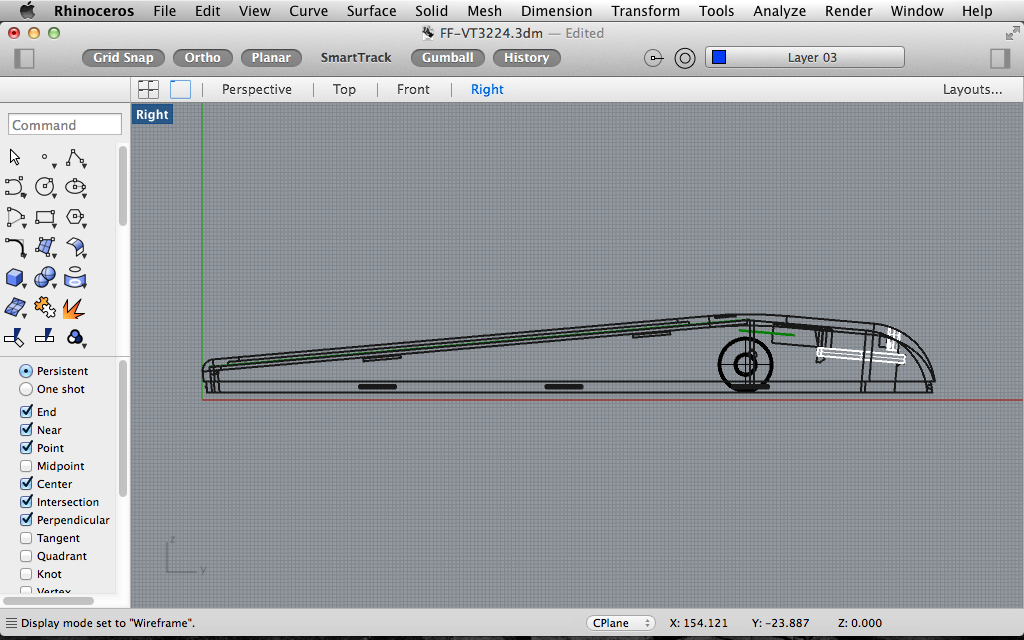 Rhinoceros File Edit View Curve Surface Solid Mesh Dimension Transform Tools Analyze Render Window Help
FF-VT3224.3dm — Edited
Grid Snap Ortho Planar SmartTrack Gumball History Layer 03
Perspective Top Front Right Layouts...
Right
Command
Persistent
One shot
End
Near
Point
Midpoint
Center
Intersection
Perpendicular
Tangent
Quadrant
Knot
Vertex
z
y
Display mode set to "Wireframe". CPlane X: 154.121 Y: -23.887 Z: 0.000